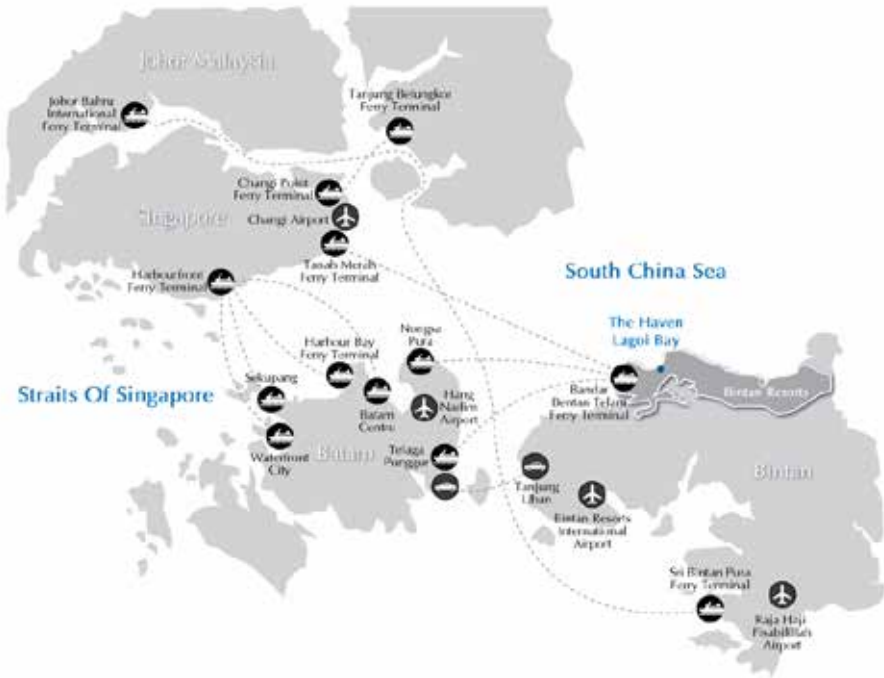 Johor Malaysia
Johor Bahru
International
Ferry Terminal
Tanjung Belungkor
Ferry Terminal
Changi Point
Ferry Terminal
Singapore
Changi Airport
Tanah Merah
Ferry Terminal
Harbourfront
Ferry Terminal
South China Sea
The Haven
Lagoi Bay
Harbour Bay
Ferry Terminal
Nongsa
Pura
Straits Of Singapore
Sekupang
Batam
Centre
Hang
Nadim
Airport
Bandar
Bentan Telani
Ferry Terminal
Bintan Resorts
Waterfront
City
Batam
Telaga
Punggur
Tanjung
Uban
Bintan
Bintan Resorts
International
Airport
Sri Bintan Pura
Ferry Terminal
Raja Haji
Fisabilillah
Airport